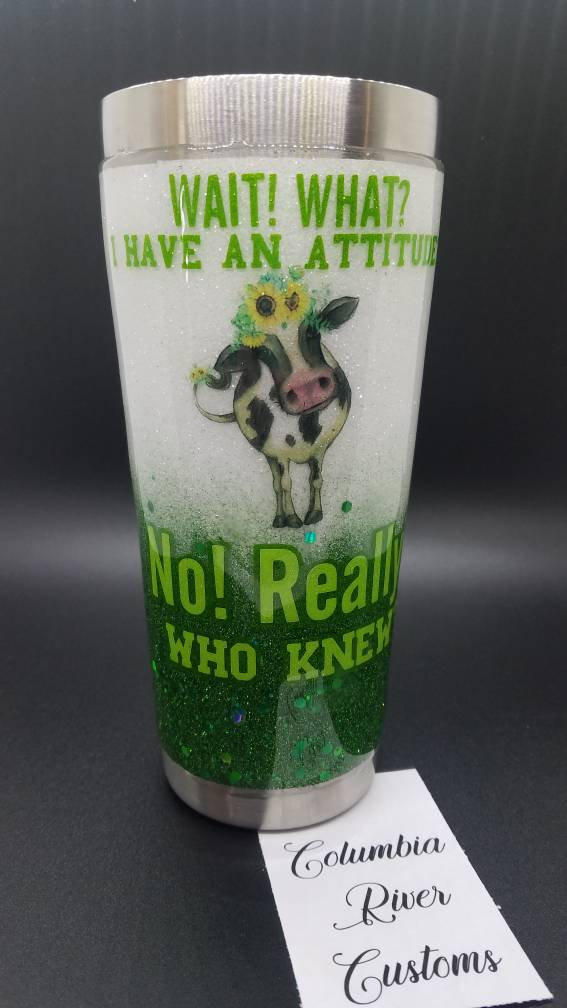 WAIT! WHAT?
I HAVE AN ATTITUDE
No! Really
WHO KNEW
Columbia
River
Customs